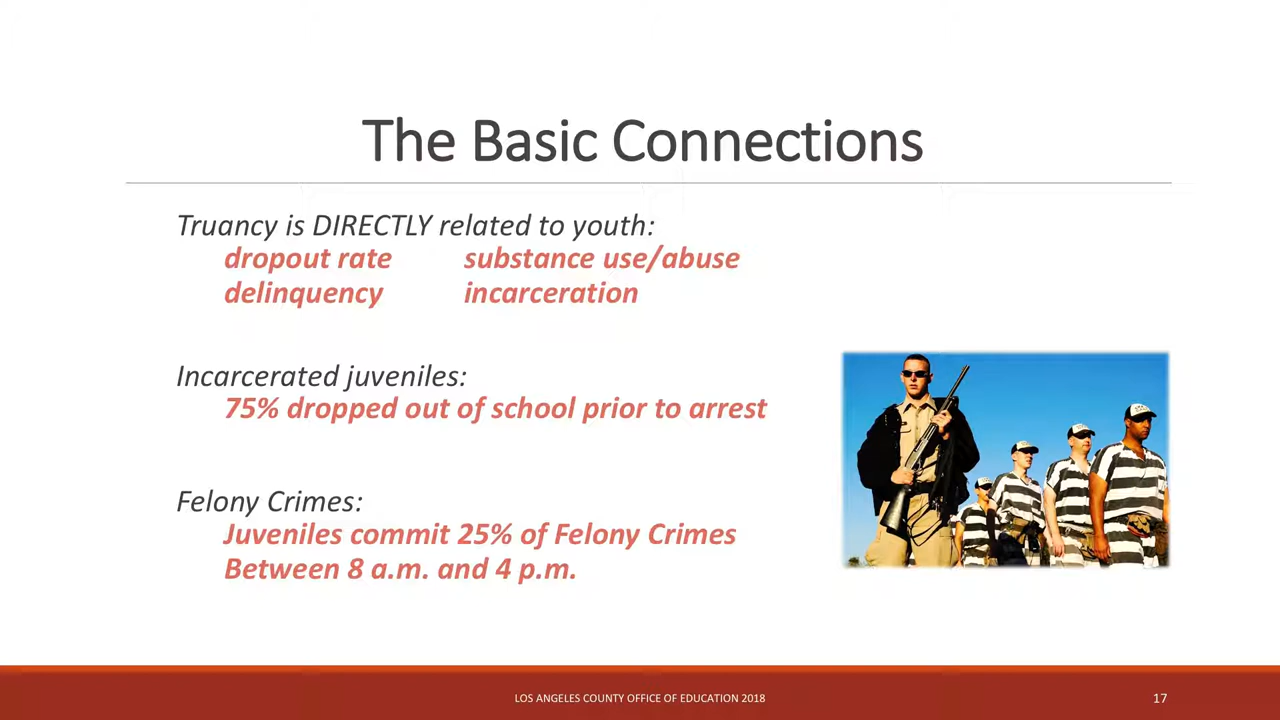 The Basic Connections
Truancy is DIRECTLY related to youth:
dropout rate substance use/abuse
delinquency incarceration
Incarcerated juveniles:
75% dropped out of school prior to arrest
Felony Crimes:
Juveniles commit 25% of Felony Crimes
Between 8 a.m. and 4 p.m.
LOS ANGELES COUNTY OFFICE OF EDUCATION 2018 17